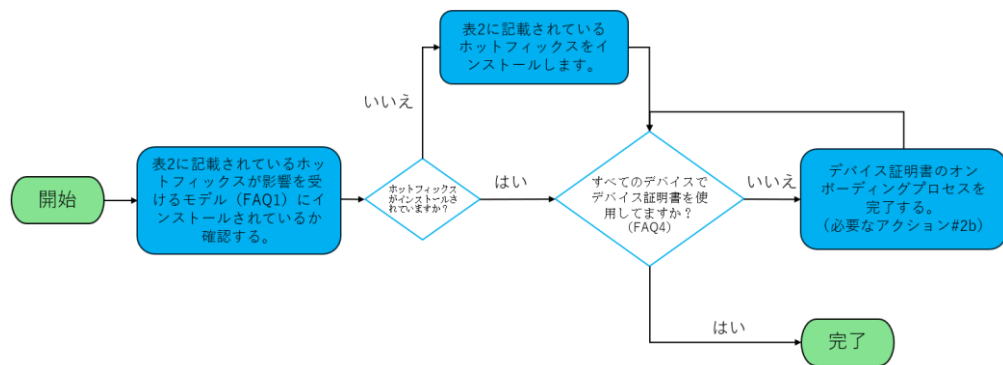 表2に記載されている
ホットフィックスをイ
ンストールします。
いいえ
開始
表2に記載されているホッ
トフィックスが影響を受
けるモデル（FAQ1）にイ
ンストールされているか
確認する。
ホットフィックス
がインストールさ
れていますか？
はい
すべてのデバイスで
デバイス証明書を使
用してますか？
(FAQ4)
いいえ
デバイス証明書のオン
ボーディングプロセスを
完了する。
（必要なアクション#2b）
はい
完了